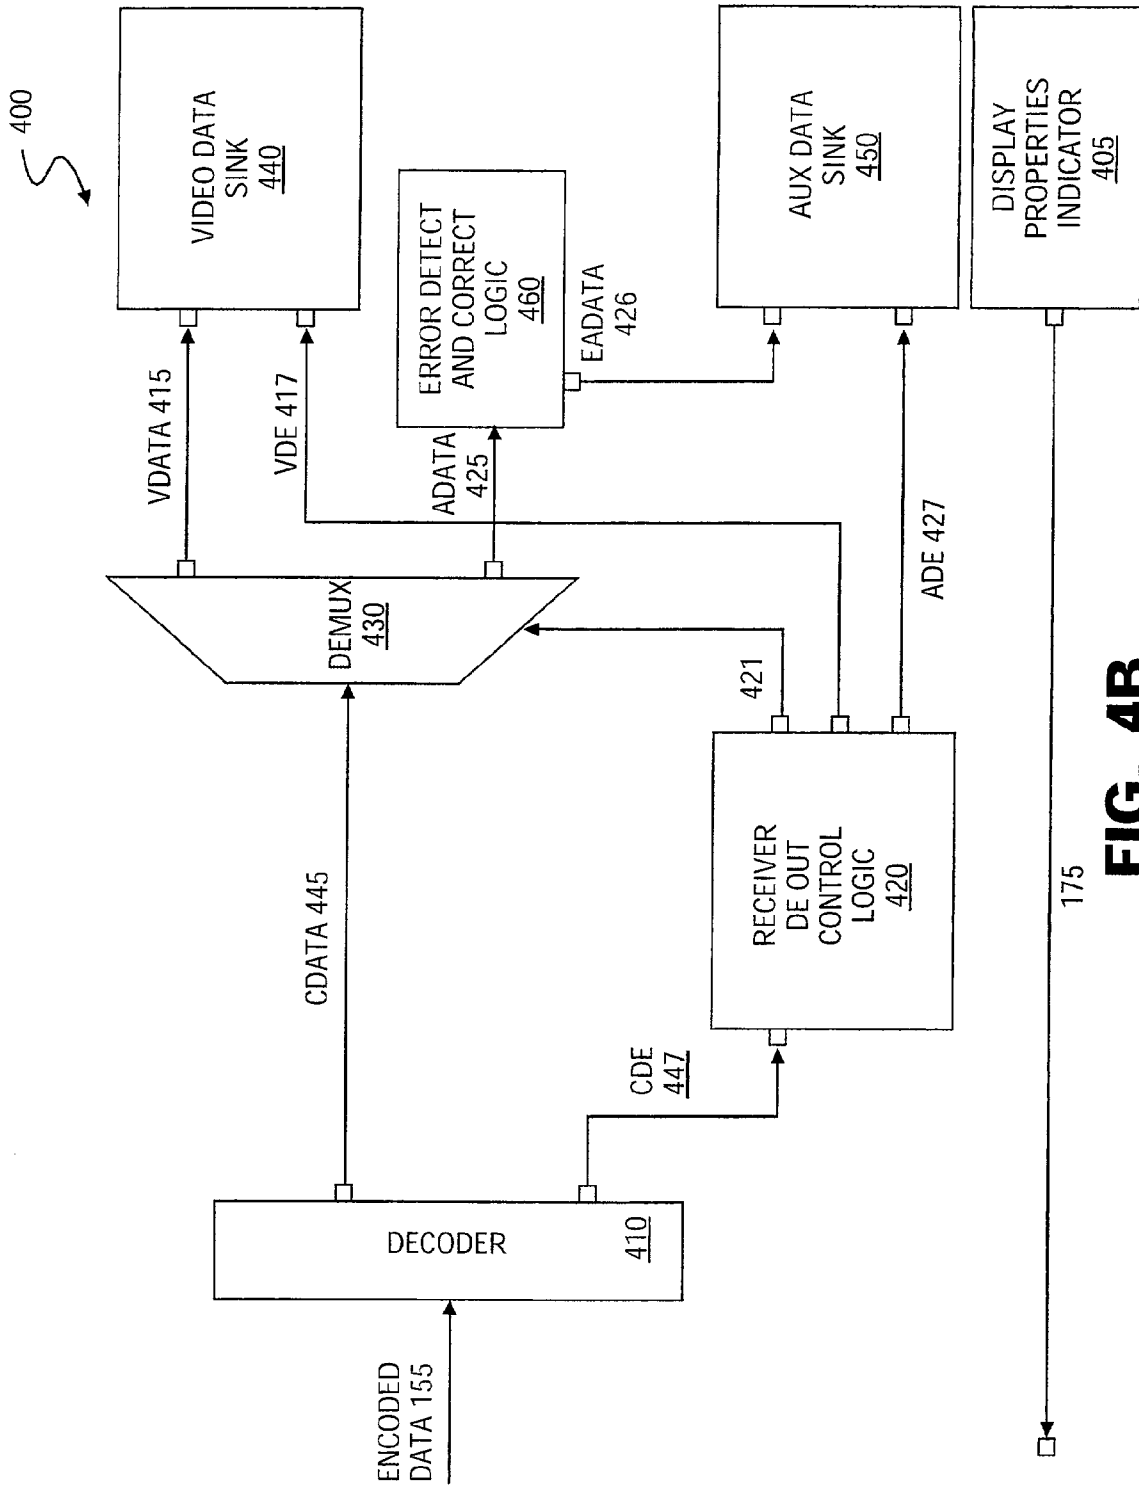 400
VIDEO DATA
SINK
440
ERROR DETECT
AND CORRECT
LOGIC
460
AUX DATA
SINK
450
DISPLAY
PROPERTIES
INDICATOR
405
VDATA 415
VDE 417
ADATA
425
EADATA
426
ADE 427
DEMUX
430
421
CDATA 445
RECEIVER
DE OUT
CONTROL
LOGIC
420
CDE
447
DECODER
410
ENCODED
DATA 155
175
FIG. 4B